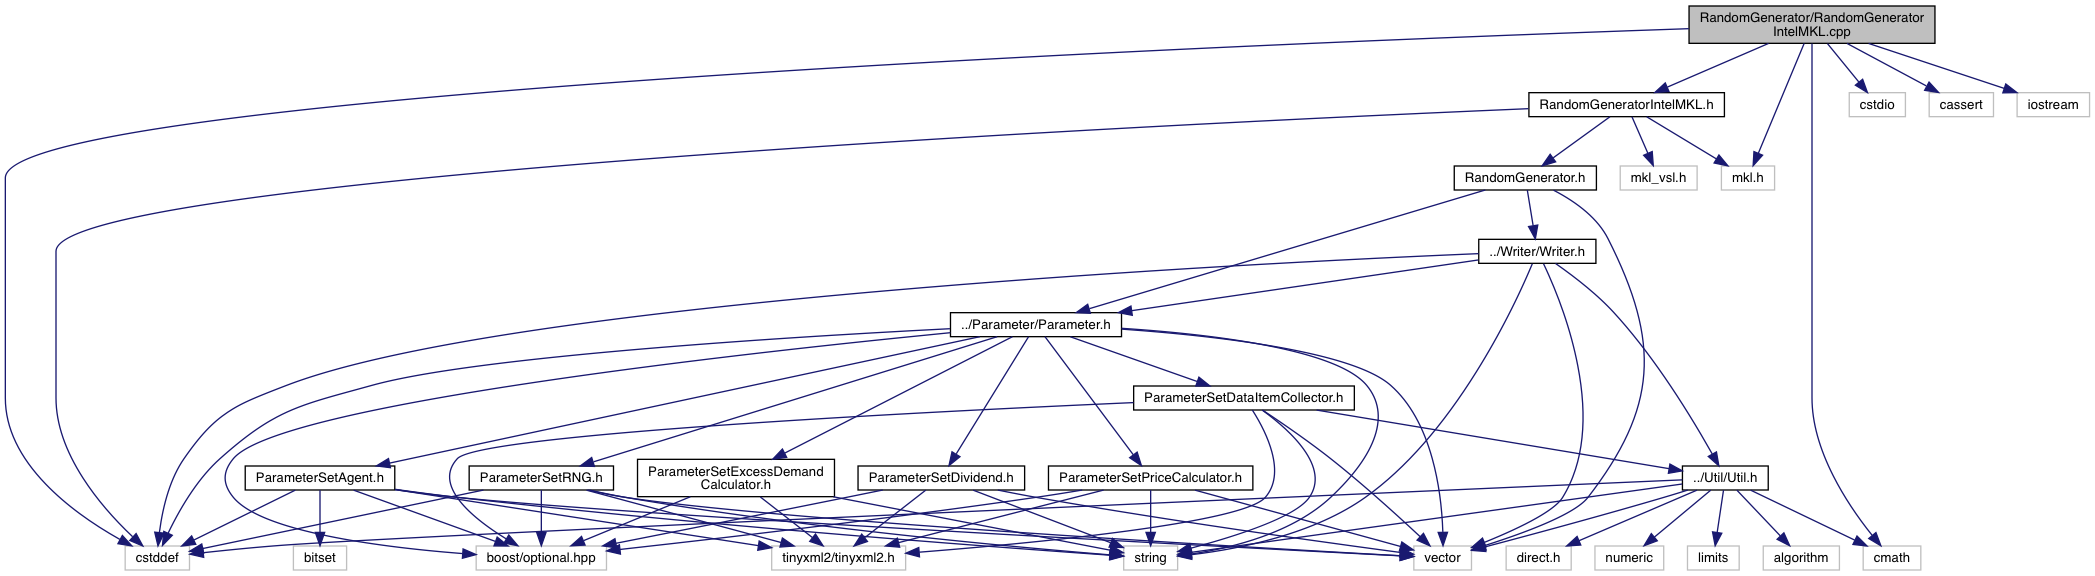 RandomGenerator/RandomGenerator
IntelMKL.cpp
RandomGeneratorIntelMKL.h
cstdio
cassert
iostream
RandomGenerator.h
mkl_vsl.h
mkl.h
../Writer/Writer.h
../Parameter/Parameter.h
ParameterSetDataItemCollector.h
ParameterSetAgent.h
ParameterSetRNG.h
ParameterSetExcessDemand
Calculator.h
ParameterSetDividend.h
ParameterSetPriceCalculator.h
../Util/Util.h
cstddef
bitset
boost/optional.hpp
tinyxml2/tinyxml2.h
string
vector
direct.h
numeric
limits
algorithm
cmath